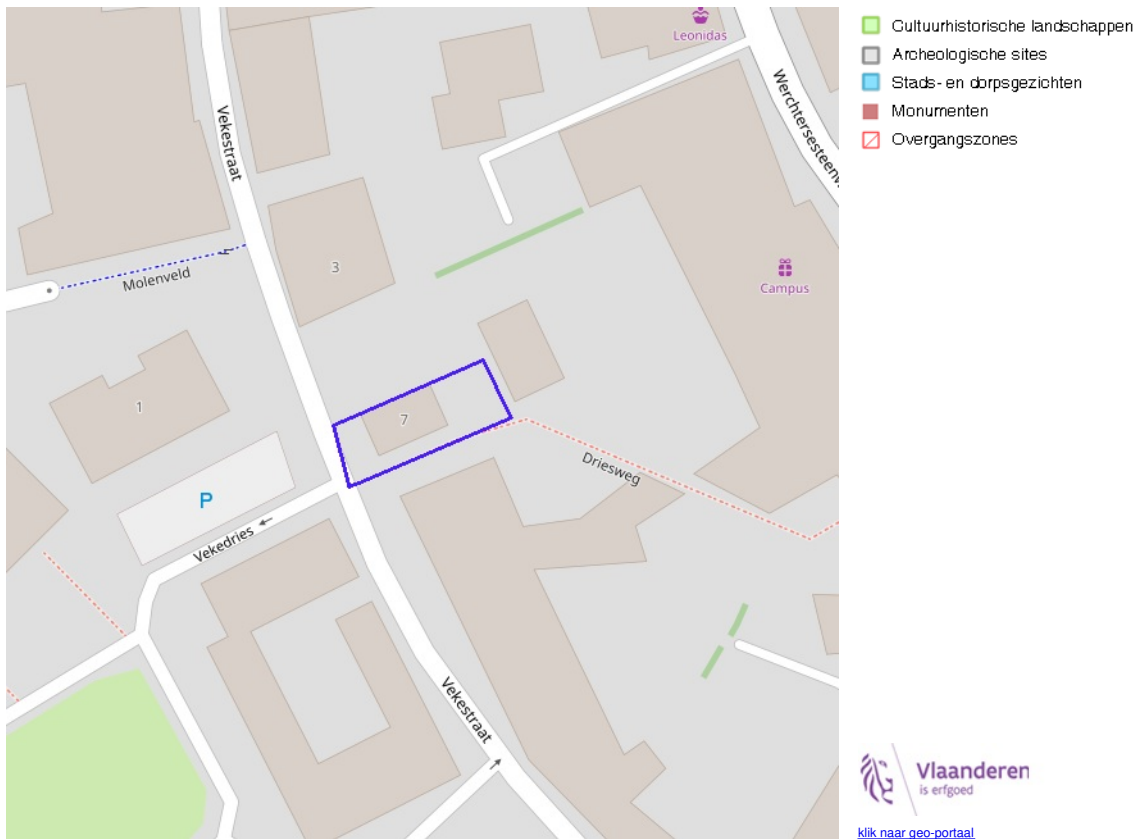 Leonidas
Werchtersesteenw
Vekestraat
3
Molenveld
Campus
1
7
Driesweg
P
Vekedries
Vekestraat
Cultuurhistorische landschappen
Archeologische sites
Stads- en dorpsgezichten
Monumenten
Overgangszones
Vlaanderen
is erfgoed
klik naar geo-portaal